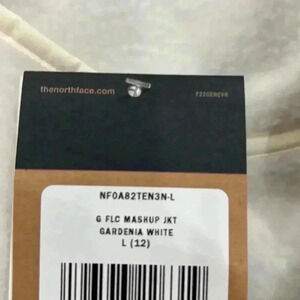 thenorthface.com
NF0A82TEN3N-L
G FLC MASHUP JKT
GARDENIA WHITE
L (12)